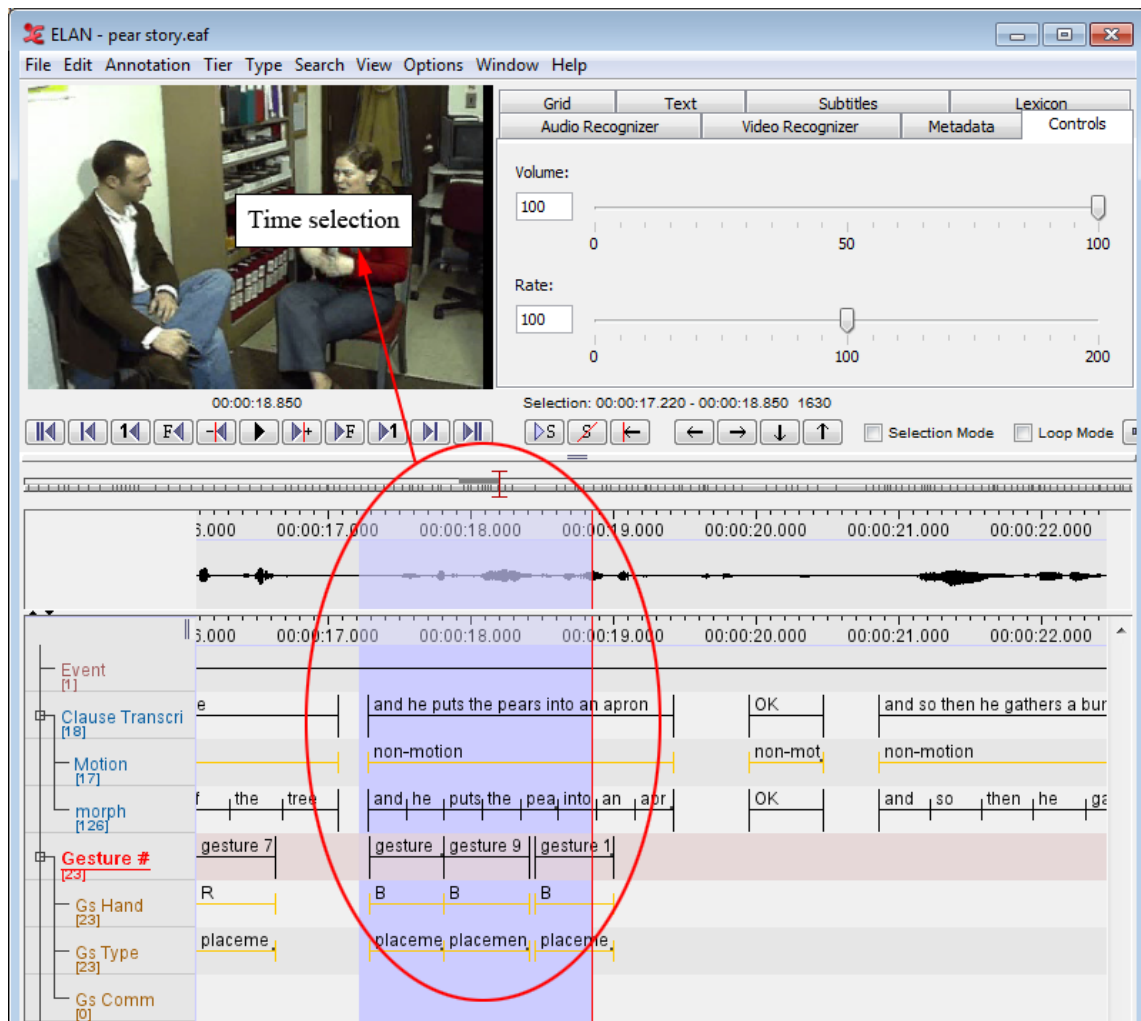 ELAN - pear story.eaf
File Edit Annotation Tier Type Search View Options Window Help
Grid Text Subtitles Lexicon
Audio Recognizer Video Recognizer Metadata Controls
Volume:
100
0 50 100
Rate:
100
0 100 200
Time selection
00:00:18.850
Selection: 00:00:17.220 - 00:00:18.850 1630
1 F - + F 1 S S Selection Mode Loop Mode
6.000 00:00:17.000 00:00:18.000 00:00:19.000 00:00:20.000 00:00:21.000 00:00:22.000
6.000 00:00:17.000 00:00:18.000 00:00:19.000 00:00:20.000 00:00:21.000 00:00:22.000
Event
[1]
Clause Transcri e and he puts the pears into an apron OK and so then he gathers a bur
[18]
Motion non-motion non-mot non-motion
[17]
morph f the tree and he puts the pea into an apr OK and so then he ga
[126]
Gesture # gesture 7 gesture gesture 9 gesture 1
[23]
Gs Hand R B B B
[23]
Gs Type placeme placeme placemen placeme
[23]
Gs Comm
[0]